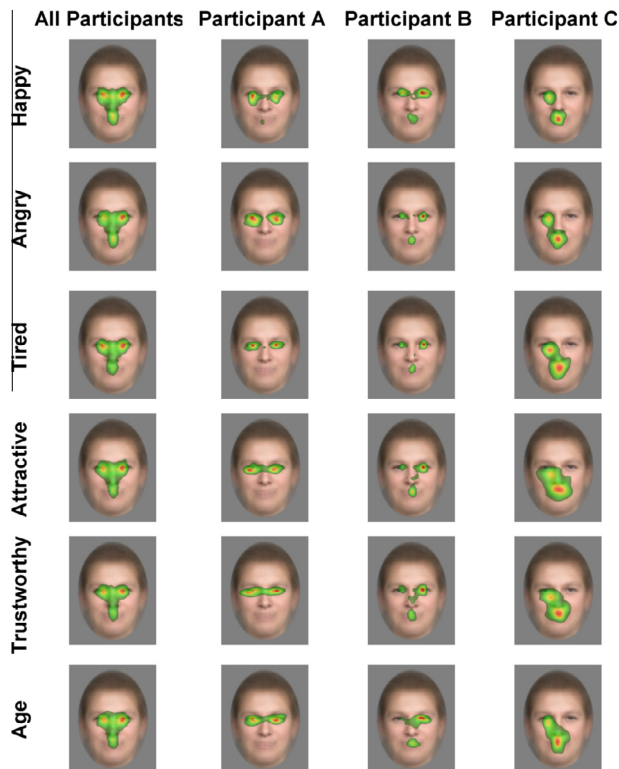 All Participants Participant A Participant B Participant C
Happy
Angry
Tired
Attractive
Trustworthy
Age